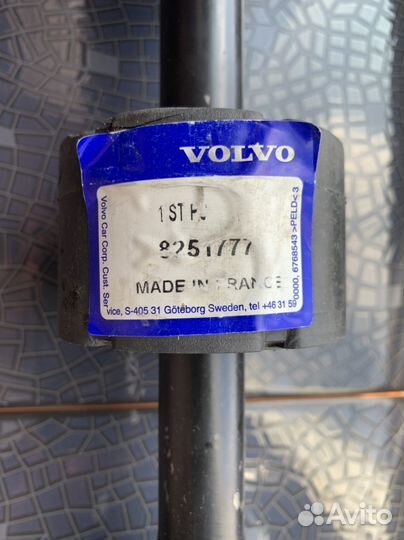 VOLVO
1 ST
8251777
MADE IN FRANCE
Volvo Car Corp. Cust. Ser
vice, S-405 31 Göteborg Sweden, tel +46 31 59
0000, 6768543 >PELD< 3
Avito